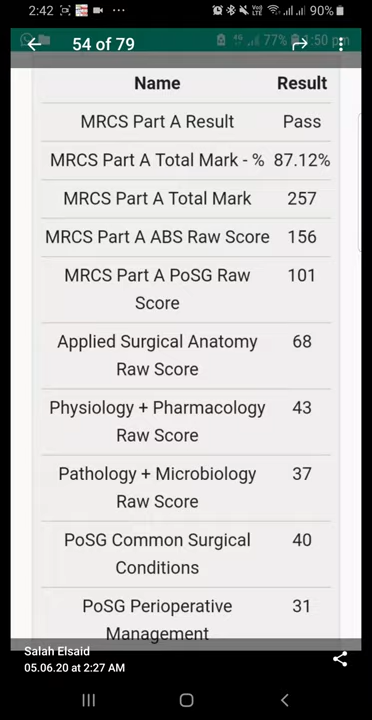 2:42 ... 90%
54 of 79 77% 1:50 pm
Name Result
MRCS Part A Result Pass
MRCS Part A Total Mark - % 87.12%
MRCS Part A Total Mark 257
MRCS Part A ABS Raw Score 156
MRCS Part A PoSG Raw 101
Score
Applied Surgical Anatomy 68
Raw Score
Physiology + Pharmacology 43
Raw Score
Pathology + Microbiology 37
Raw Score
PoSG Common Surgical 40
Conditions
PoSG Perioperative 31
Management
Salah Elsaid
05.06.20 at 2:27 AM